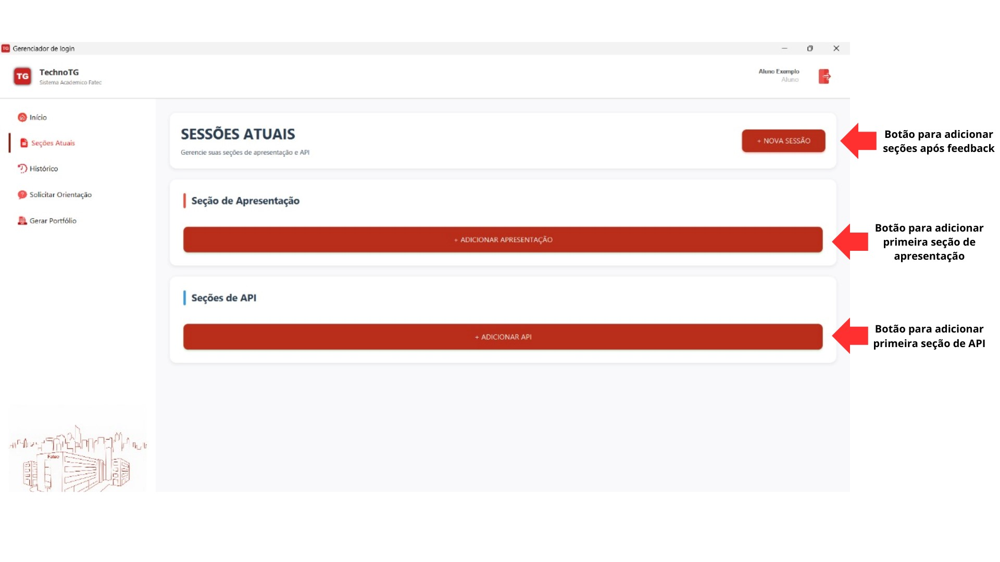 TG Gerenciador de login
TG
TechnoTG
Sistema Academico Fatec
Aluno Exemplo
Aluno
Início
Seções Atuais
Histórico
Solicitar Orientação
Gerar Portfólio
SESSÕES ATUAIS
Gerencie suas seções de apresentação e API
+ NOVA SESSÃO
Seção de Apresentação
+ ADICIONAR APRESENTAÇÃO
Seções de API
+ ADICIONAR API
Botão para adicionar
seções após feedback
Botão para adicionar
primeira seção de
apresentação
Botão para adicionar
primeira seção de API
Fatec